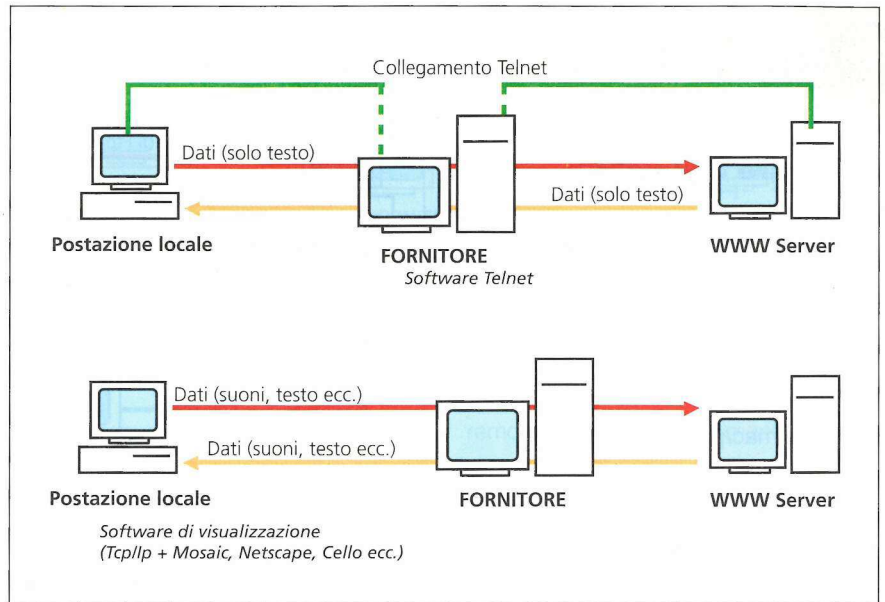 Collegamento Telnet
Dati (solo testo)
Dati (solo testo)
Postazione locale
FORNITORE
Software Telnet
WWW Server
Dati (suoni, testo ecc.)
Dati (suoni, testo ecc.)
Postazione locale
FORNITORE
WWW Server
Software di visualizzazione
(Tcp/Ip + Mosaic, Netscape, Cello ecc.)